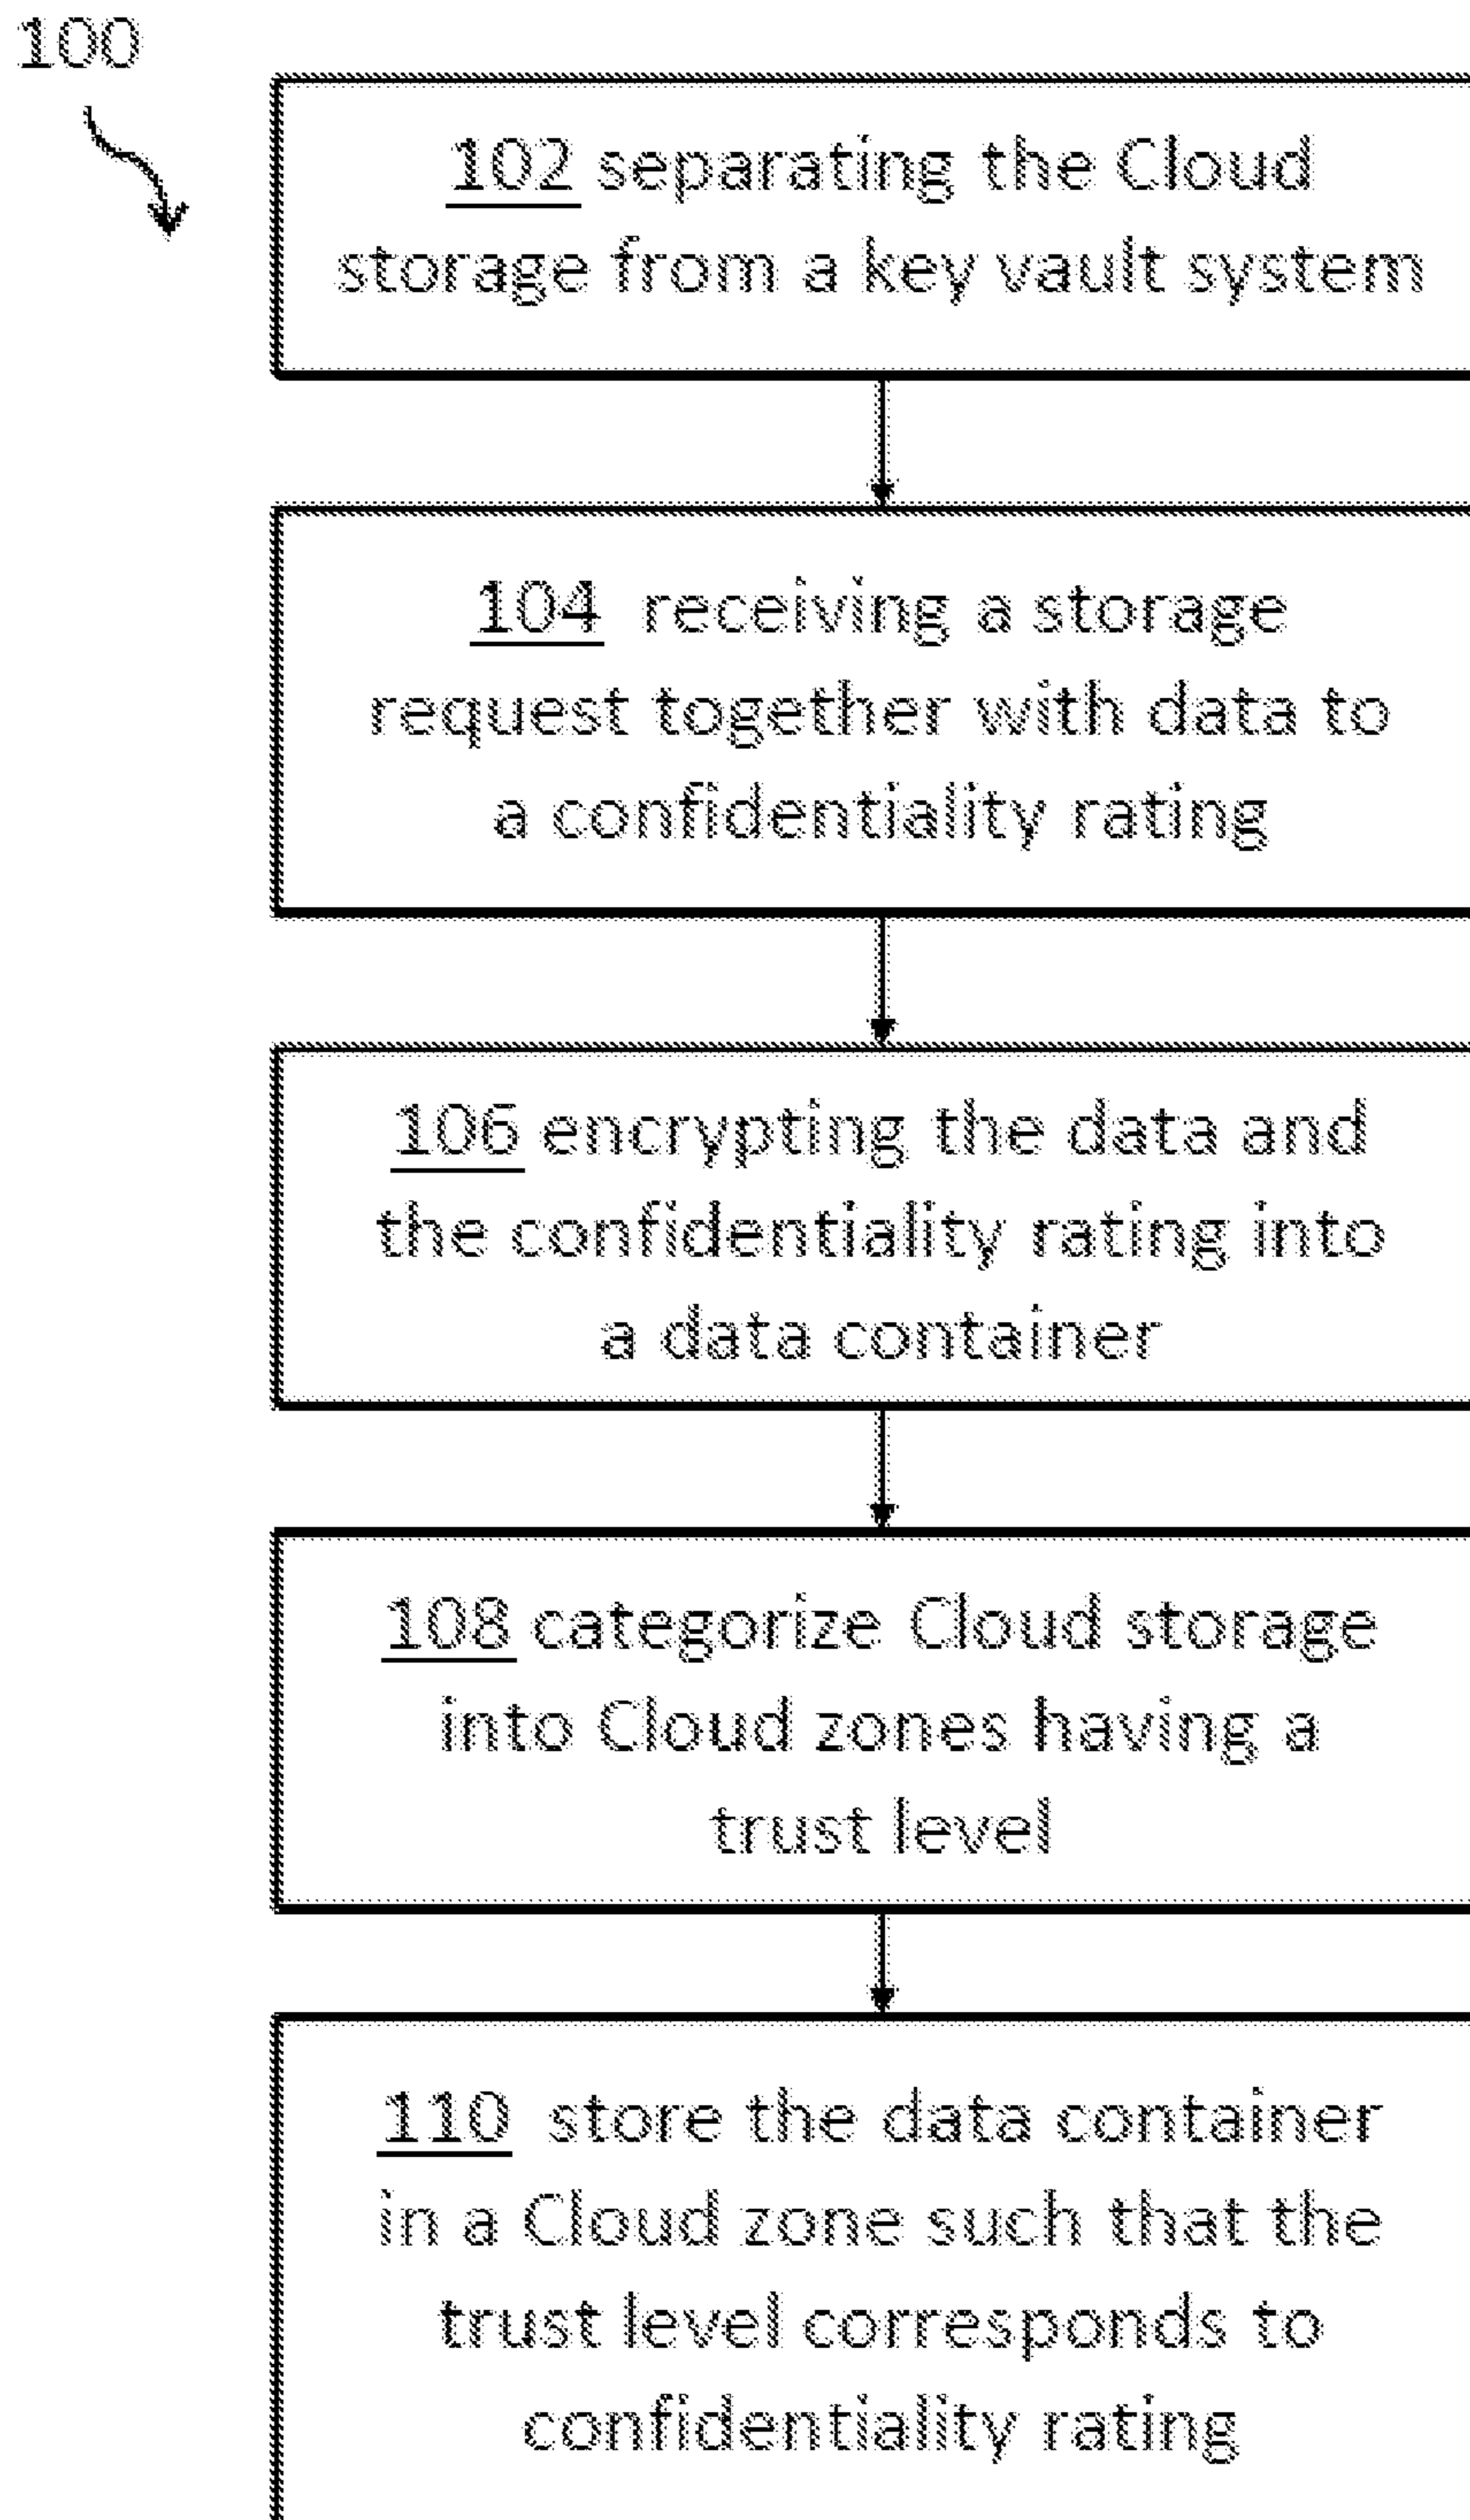 100
102 separating the Cloud
storage from a key vault system
104 receiving a storage
request together with data to
a confidentiality rating
106 encrypting the data and
the confidentiality rating into
a data container
108 categorize Cloud storage
into Cloud zones having a
trust level
110 store the data container
in a Cloud zone such that the
trust level corresponds to
confidentiality rating